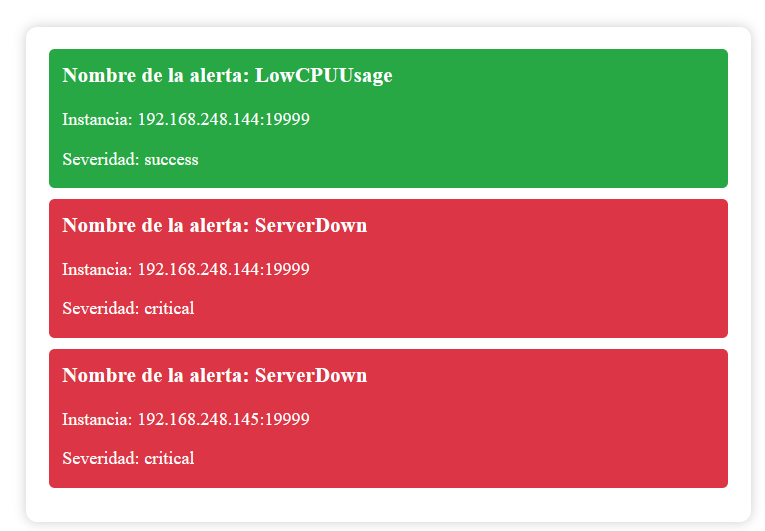 Nombre de la alerta: LowCPUUsage
Instancia: 192.168.248.144:19999
Severidad: success
Nombre de la alerta: ServerDown
Instancia: 192.168.248.144:19999
Severidad: critical
Nombre de la alerta: ServerDown
Instancia: 192.168.248.145:19999
Severidad: critical